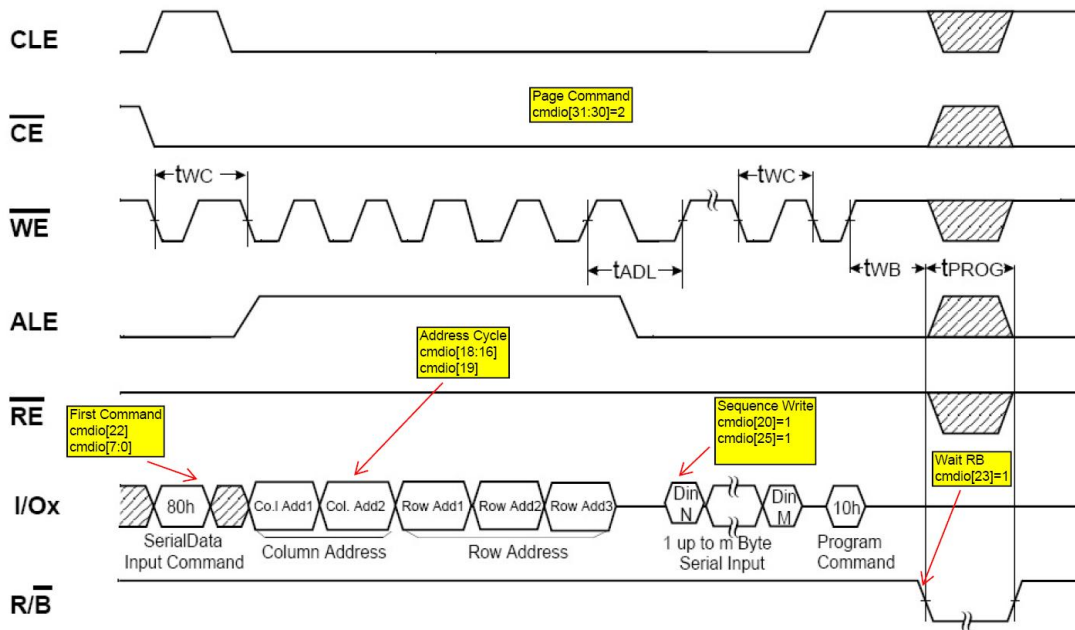 CLE
Page Command
cmdio[31:30]=2
CE
tWC
tWC
WE
tADL
tWB
tPROG
ALE
Address Cycle
cmdio[18:16]
cmdio[19]
RE
First Command
cmdio[22]
cmdio[7:0]
Sequence Write
cmdio[20]=1
cmdio[25]=1
Wait RB
cmdio[23]=1
I/Ox
80h
Co.l Add1
Col. Add2
Row Add1
Row Add2
Row Add3
Din
N
Din
M
10h
SerialData
Input Command
Column Address
Row Address
1 up to m Byte
Serial Input
Program
Command
R/B